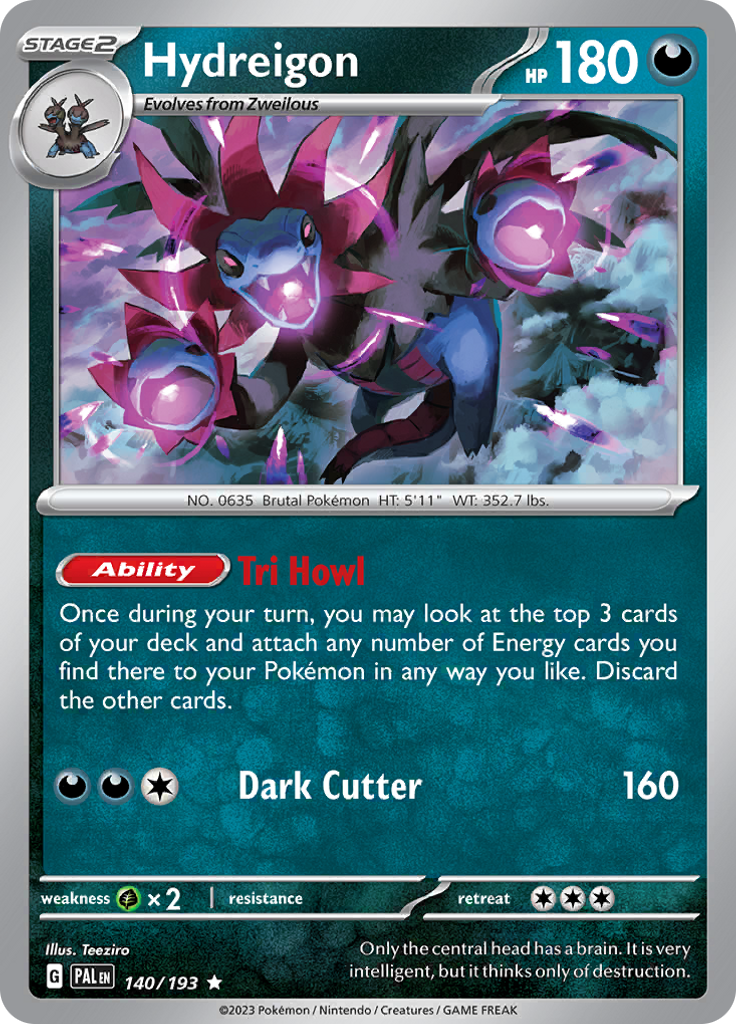 STAGE2
Hydreigon
HP 180
Evolves from Zweilous
NO. 0635 Brutal Pokémon HT: 5'11" WT: 352.7 lbs.
Ability Tri Howl
Once during your turn, you may look at the top 3 cards
of your deck and attach any number of Energy cards you
find there to your Pokémon in any way you like. Discard
the other cards.
Dark Cutter 160
weakness ×2 resistance retreat
Illus. Teeziro
G PAL EN 140/193
Only the central head has a brain. It is very
intelligent, but it thinks only of destruction.
©2023 Pokémon / Nintendo / Creatures / GAME FREAK